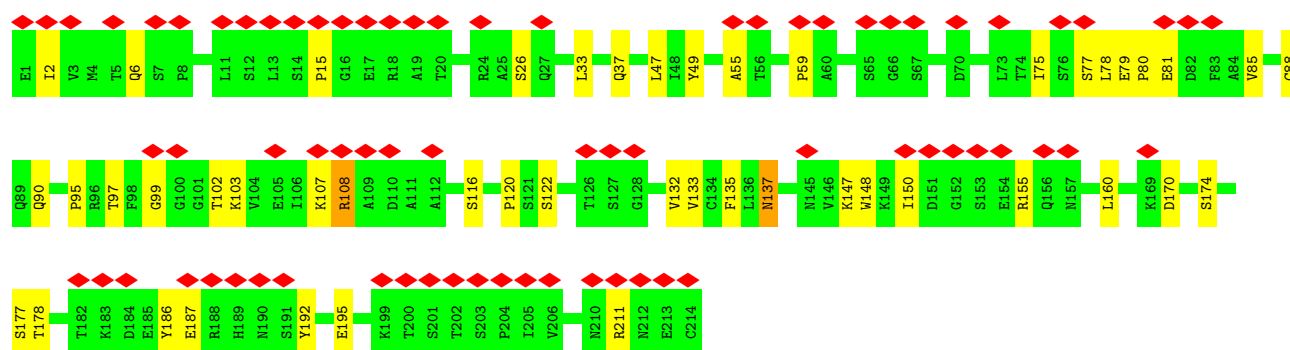 E1 I2 V3 M4 T5 Q6 S7 P8 L11 S12 L13 S14 P15 G16 E17 R18 A19 T20 R24 A25 S26 Q27 L33 Q37 L47 I48 Y49 A55 T56 P59 A60 S65 G66 S67 D70 L73 T74 I75 S76 S77 L78 E79 P80 E81 D82 F83 A84 V85 C88
Q89 Q90 P95 R96 T97 F98 G99 G100 G101 T102 K103 V104 E105 I106 K107 R108 A109 D110 A111 A112 S116 P120 S121 S122 T126 S127 G128 V132 V133 C134 F135 L136 N137 N145 V146 K147 W148 K149 I150 D151 G152 S153 E154 R155 Q156 N157 L160 K169 D170 S174
S177 T178 T182 K183 D184 E185 Y186 E187 R188 H189 N190 S191 Y192 E195 K199 T200 S201 T202 S203 P204 I205 V206 N210 R211 N212 E213 C214